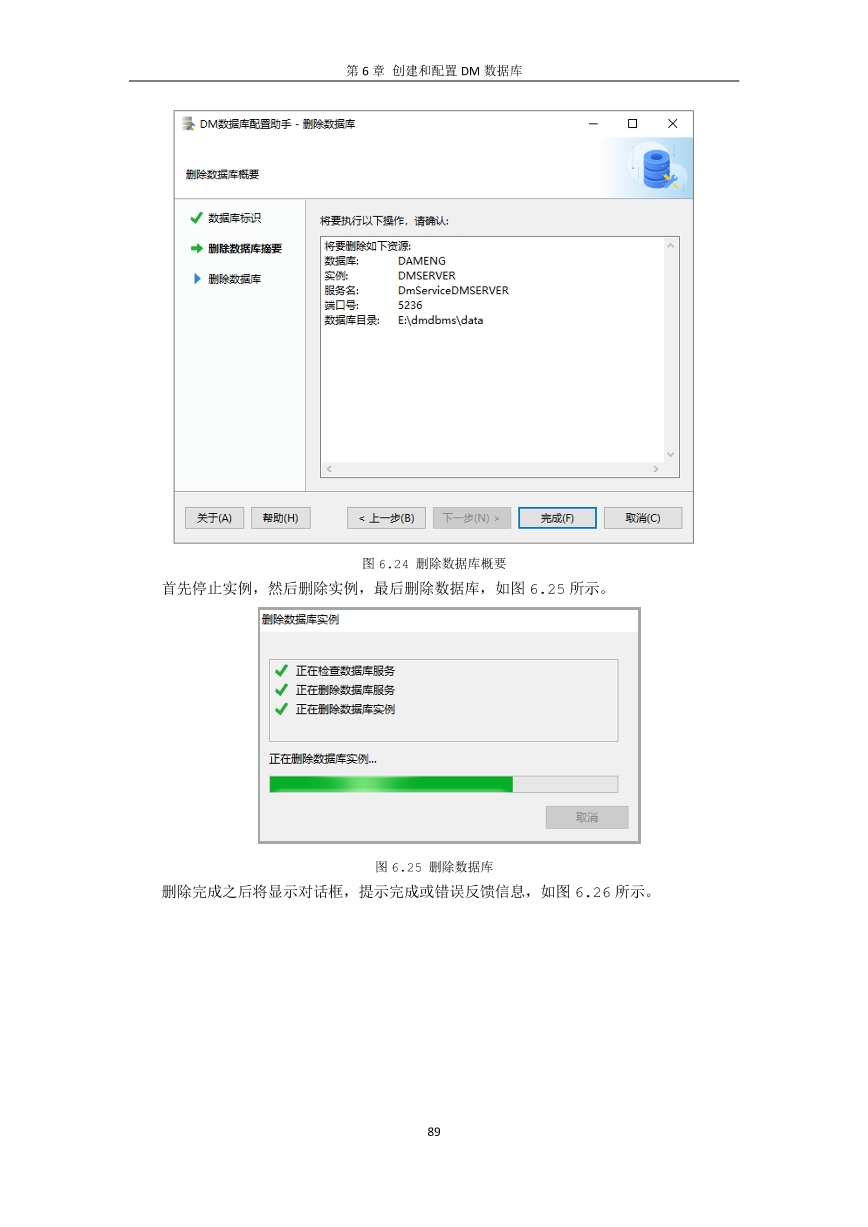 第 6 章 创建和配置 DM 数据库
DM数据库配置助手 - 删除数据库
删除数据库概要
数据库标识
删除数据库摘要
删除数据库
将要执行以下操作，请确认:
将要删除如下资源:
数据库: DAMENG
实例: DMSERVER
服务名: DmServiceDMSERVER
端口号: 5236
数据库目录: E:\dmdbms\data
关于(A) 帮助(H) < 上一步(B) 下一步(N) > 完成(F) 取消(C)
图 6.24 删除数据库概要
首先停止实例，然后删除实例，最后删除数据库，如图 6.25 所示。
删除数据库实例
正在检查数据库服务
正在删除数据库服务
正在删除数据库实例
正在删除数据库实例...
取消
图 6.25 删除数据库
删除完成之后将显示对话框，提示完成或错误反馈信息，如图 6.26 所示。
89